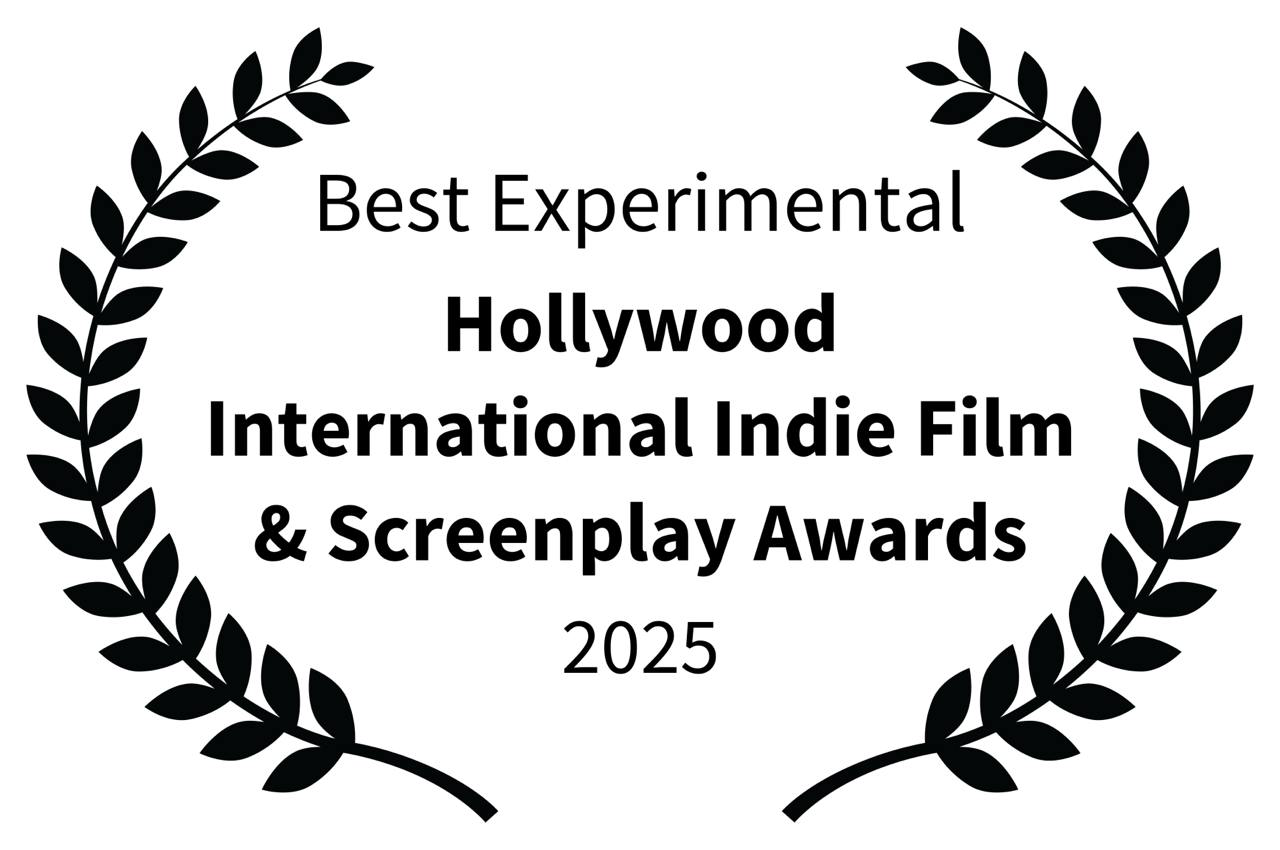 Best Experimental
Hollywood
International Indie Film
& Screenplay Awards
2025